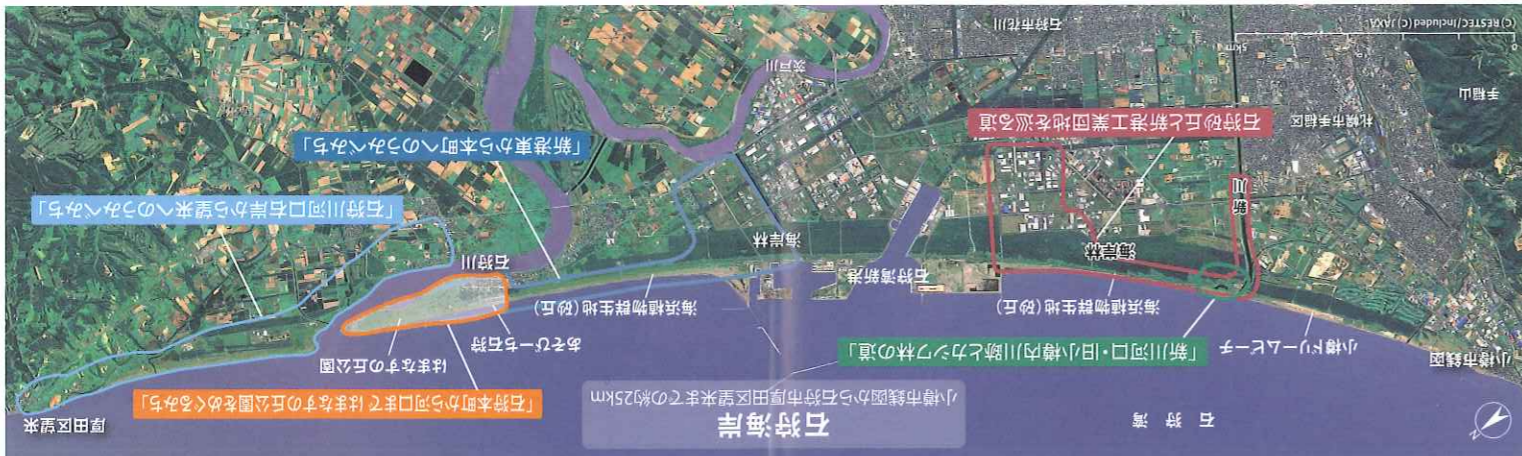 石狩湾
石狩海岸
小樽市銭函から石狩市厚田区望来までの約25km
厚田区望来
「石狩本町から河口まではまなすの丘公園をめぐるみち」
小樽市銭函
小樽ドリームビーチ
「新川河口・旧小樽内川跡とカシワ林の道」
はまなすの丘公園
あそびーち石狩
海浜植物群生地(砂丘)
石狩湾新港
海浜植物群生地(砂丘)
石狩川
海岸林
海岸林
新川
「石狩川河口右岸から望来へのうみべみち」
「新港東から本町へのうみべみち」
石狩砂丘と新港工業団地を巡る道
札幌市手稲区
手稲山
茨戸川
石狩市花川
0 5km
(C) RESTEC/Included (C) JAXA
N